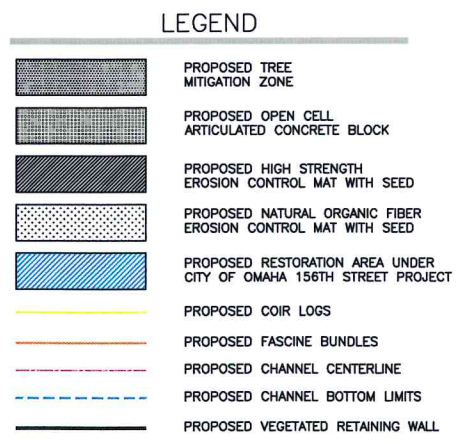 LEGEND
PROPOSED TREE
MITIGATION ZONE
PROPOSED OPEN CELL
ARTICULATED CONCRETE BLOCK
PROPOSED HIGH STRENGTH
EROSION CONTROL MAT WITH SEED
PROPOSED NATURAL ORGANIC FIBER
EROSION CONTROL MAT WITH SEED
PROPOSED RESTORATION AREA UNDER
CITY OF OMAHA 156TH STREET PROJECT
PROPOSED COIR LOGS
PROPOSED FASCINE BUNDLES
PROPOSED CHANNEL CENTERLINE
PROPOSED CHANNEL BOTTOM LIMITS
PROPOSED VEGETATED RETAINING WALL